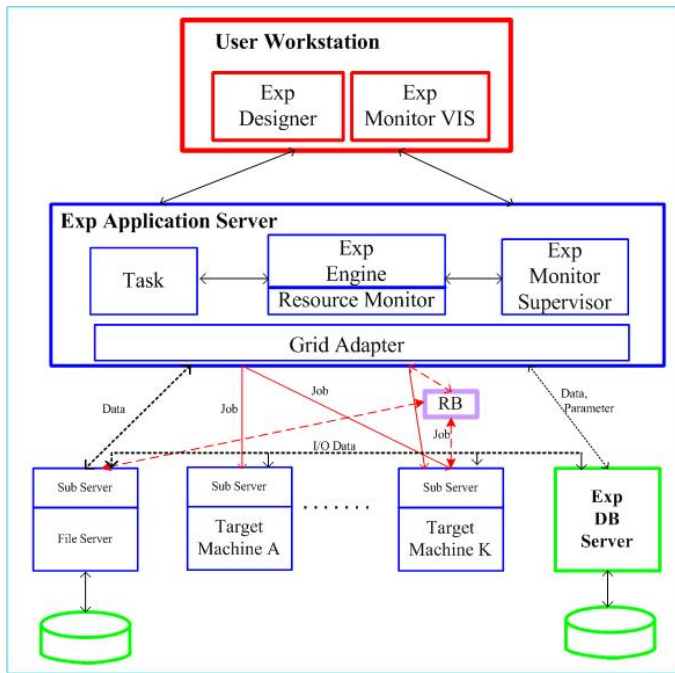 User Workstation
Exp
Designer
Exp
Monitor VIS
Exp Application Server
Task
Exp
Engine
Resource Monitor
Exp
Monitor
Supervisor
Grid Adapter
Data
Job
Job
RB
Data,
Parameter
Job
I/O Data
Sub Server
File Server
Sub Server
Target
Machine A
.......
Sub Server
Target
Machine K
Exp
DB
Server